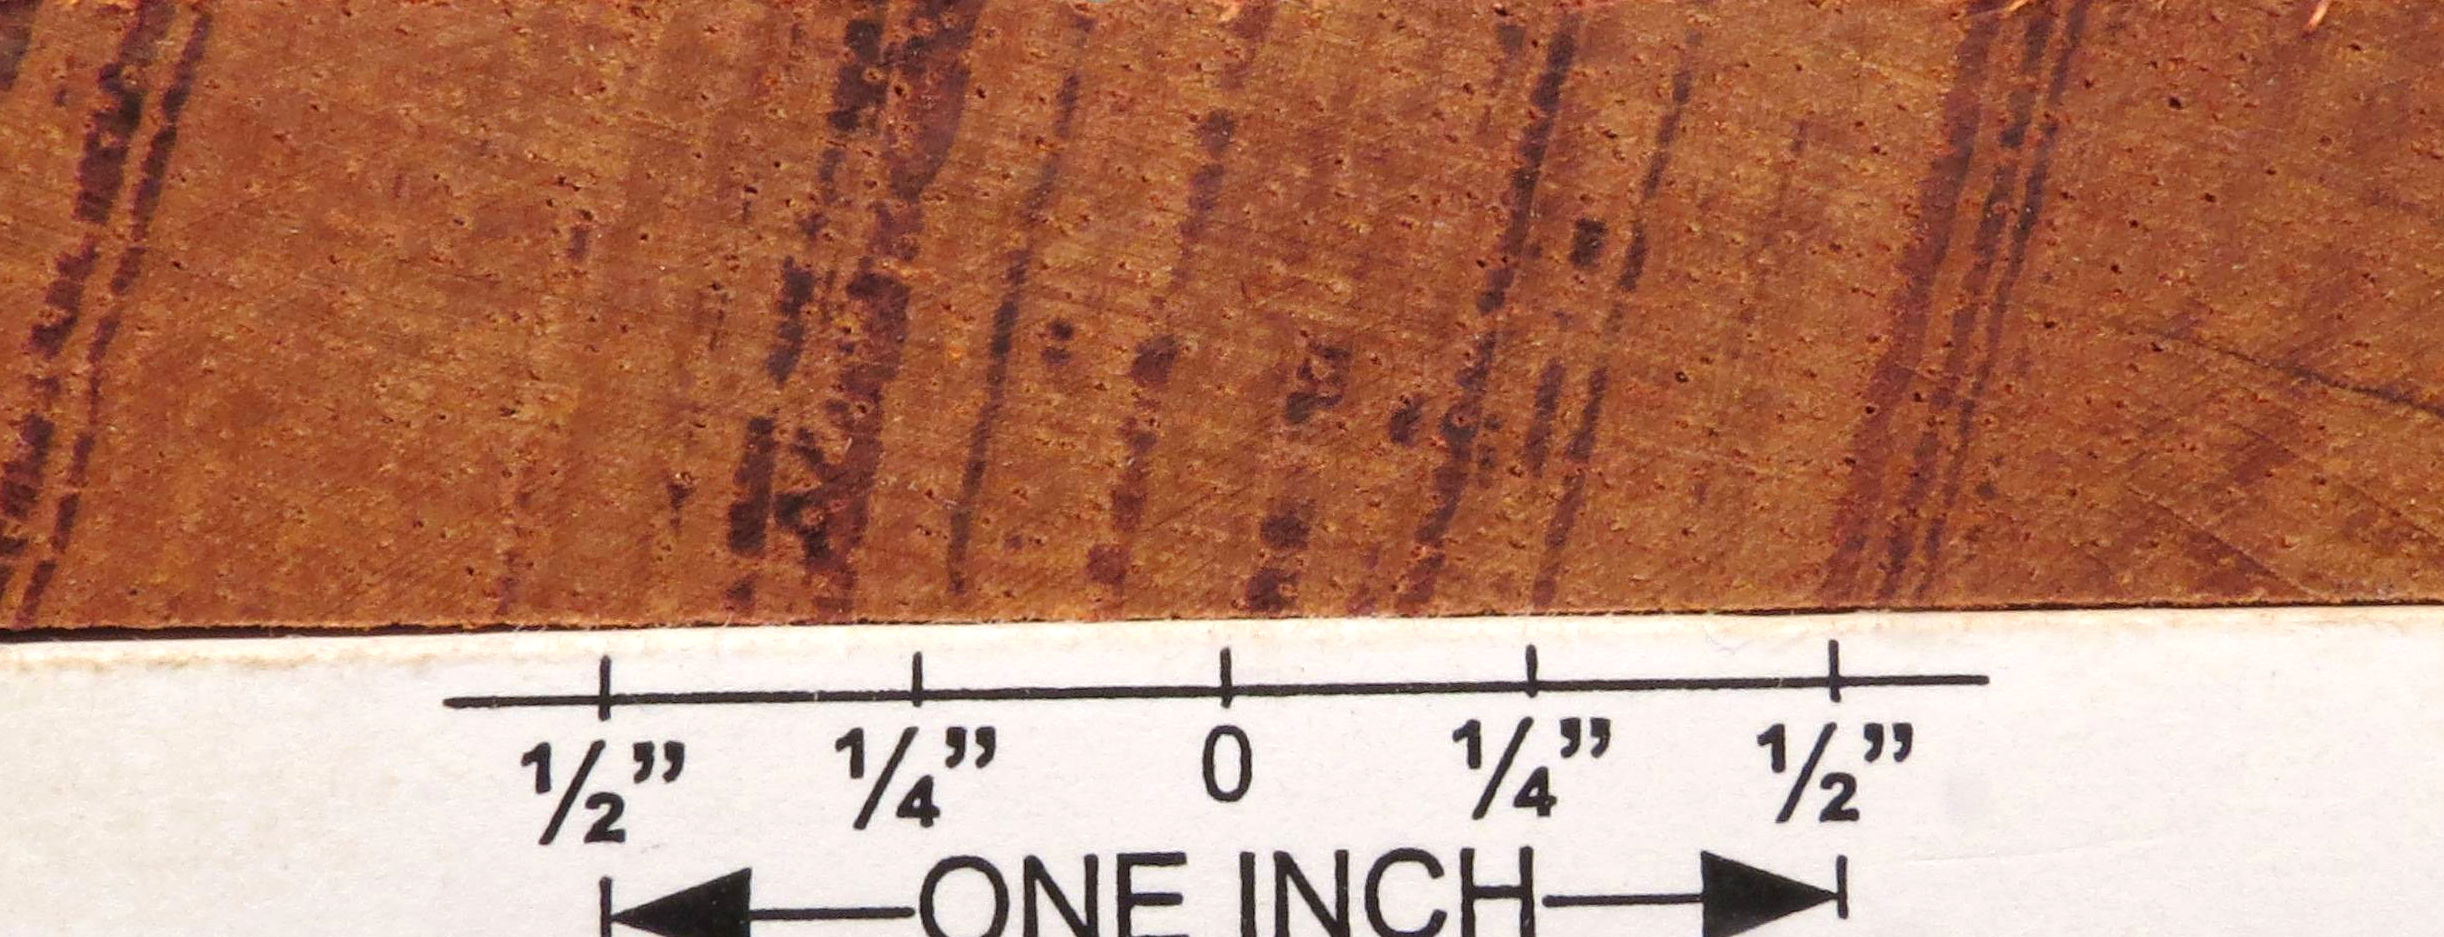 ½” ¼” 0 ¼” ½”
ONE INCH